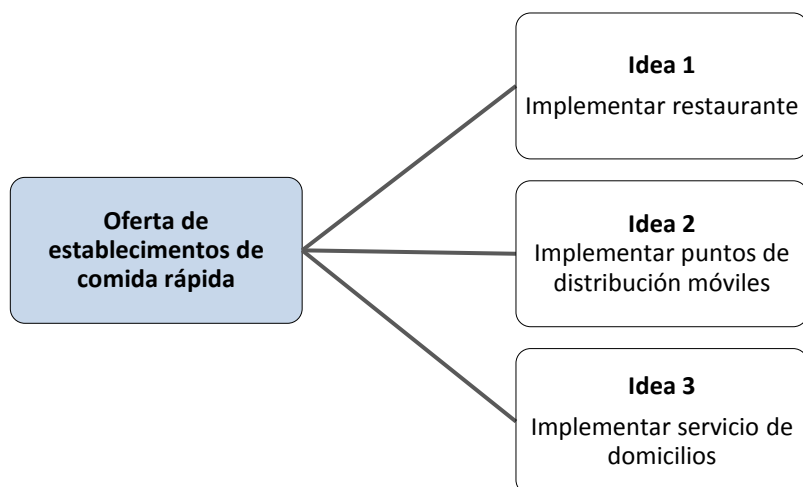 Oferta de
establecimientos de
comida rápida
Idea 1
Implementar restaurante
Idea 2
Implementar puntos de
distribución móviles
Idea 3
Implementar servicio de
domicilios